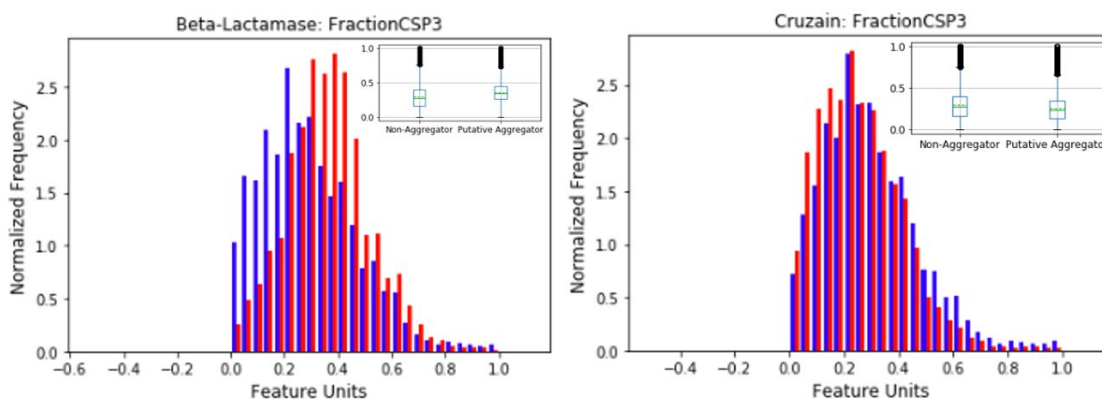 Beta-Lactamase: FractionCSP3
Normalized Frequency
2.5
2.0
1.5
1.0
0.5
0.0
−0.6 −0.4 −0.2 0.0 0.2 0.4 0.6 0.8 1.0
Feature Units
1.0
0.5
0.0
Non-Aggregator Putative Aggregator
Cruzain: FractionCSP3
Normalized Frequency
2.5
2.0
1.5
1.0
0.5
0.0
−0.4 −0.2 0.0 0.2 0.4 0.6 0.8 1.0
Feature Units
1.0
0.5
0.0
Non-Aggregator Putative Aggregator